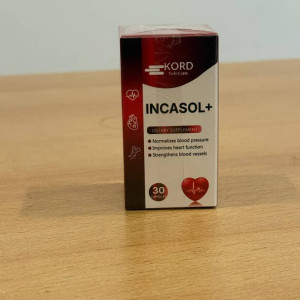 KORD
INCASOL+
DIETARY SUPPLEMENT
Normalizes blood pressure
Improves heart function
Strengthens blood vessels
30